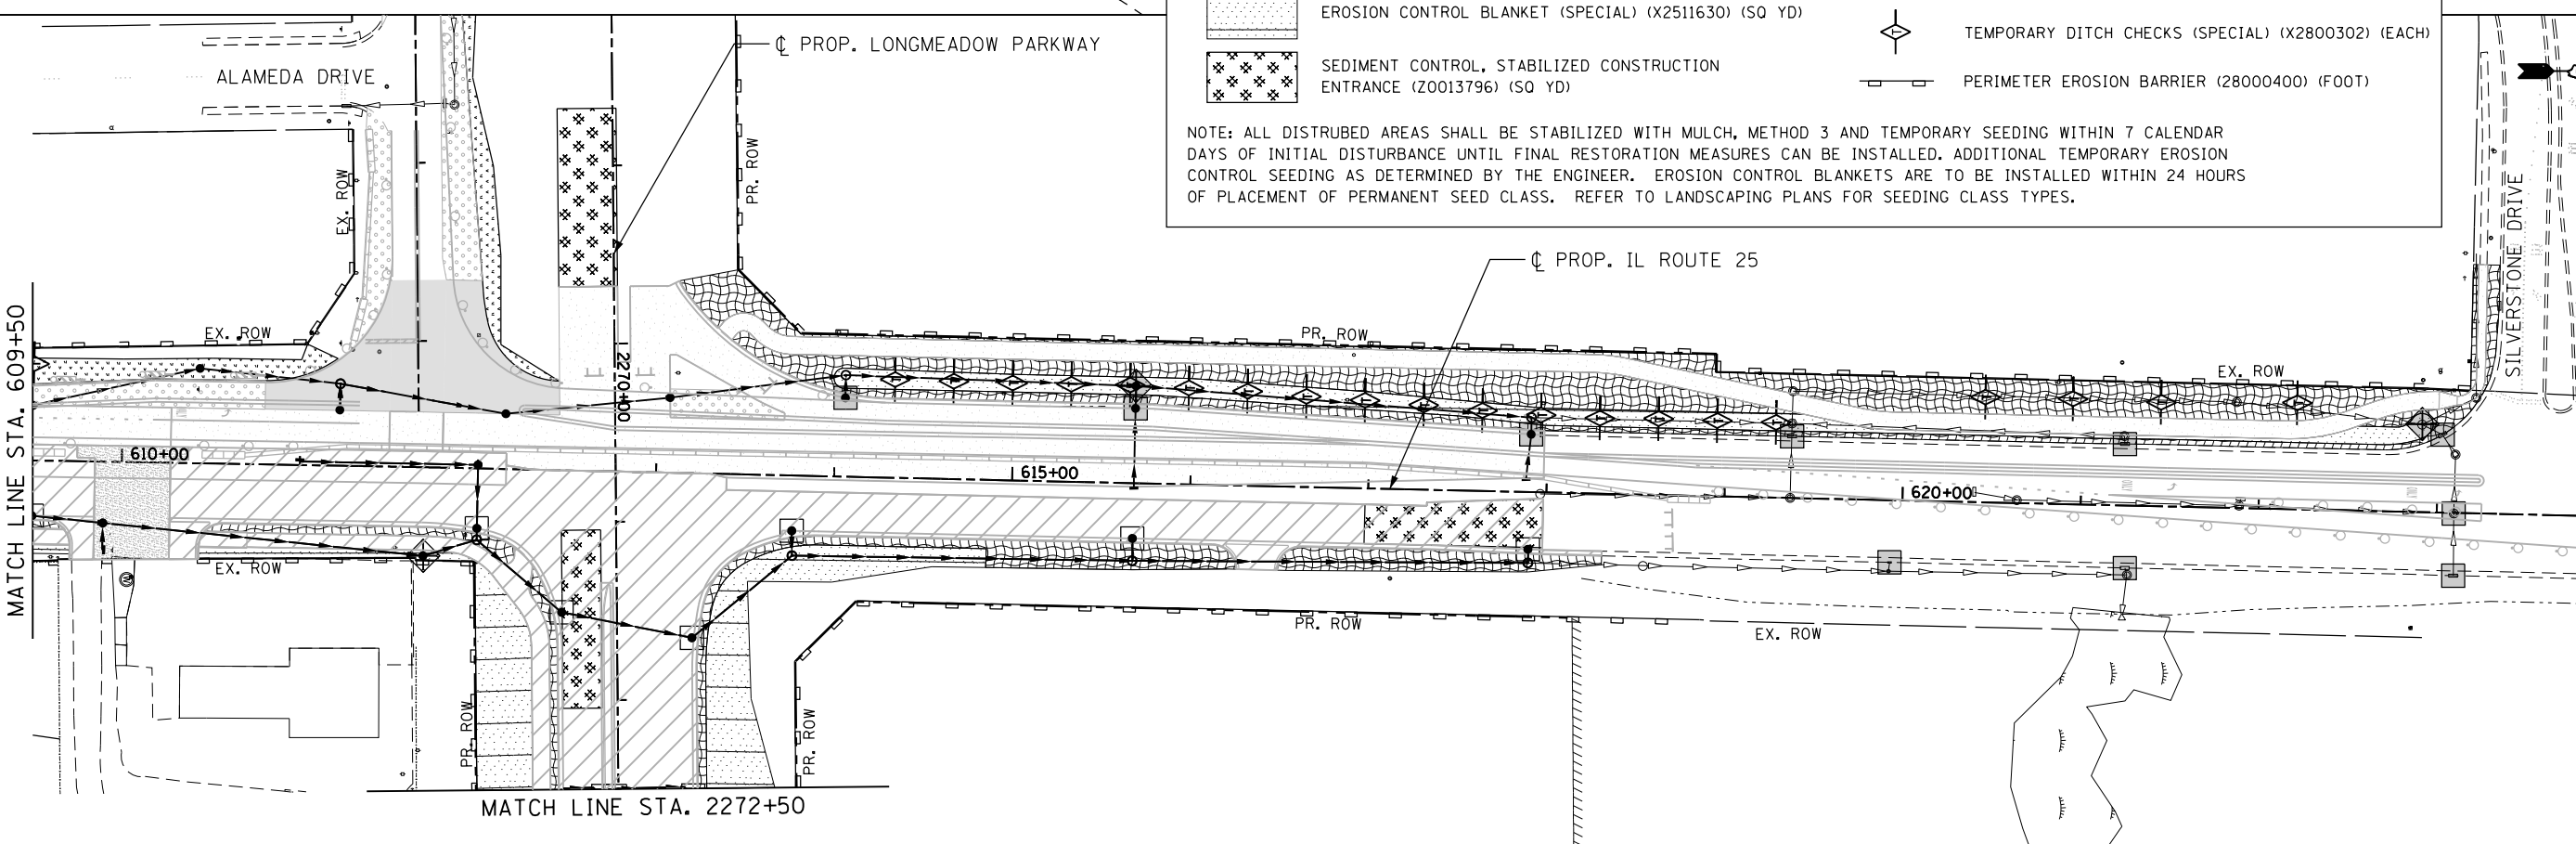 EROSION CONTROL BLANKET (SPECIAL) (X2511630) (SQ YD)
TEMPORARY DITCH CHECKS (SPECIAL) (X2800302) (EACH)
SEDIMENT CONTROL, STABILIZED CONSTRUCTION
ENTRANCE (Z0013796) (SQ YD)
PERIMETER EROSION BARRIER (28000400) (FOOT)
NOTE: ALL DISTRUBED AREAS SHALL BE STABILIZED WITH MULCH, METHOD 3 AND TEMPORARY SEEDING WITHIN 7 CALENDAR
DAYS OF INITIAL DISTURBANCE UNTIL FINAL RESTORATION MEASURES CAN BE INSTALLED. ADDITIONAL TEMPORARY EROSION
CONTROL SEEDING AS DETERMINED BY THE ENGINEER. EROSION CONTROL BLANKETS ARE TO BE INSTALLED WITHIN 24 HOURS
OF PLACEMENT OF PERMANENT SEED CLASS. REFER TO LANDSCAPING PLANS FOR SEEDING CLASS TYPES.
℄ PROP. LONGMEADOW PARKWAY
ALAMEDA DRIVE
PR. ROW
EX. ROW
SILVERSTONE DRIVE
℄ PROP. IL ROUTE 25
MATCH LINE STA. 609+50
EX. ROW
PR. ROW
EX. ROW
2270+00
610+00
615+00
620+00
EX. ROW
PR. ROW
EX. ROW
PR. ROW
PR. ROW
MATCH LINE STA. 2272+50